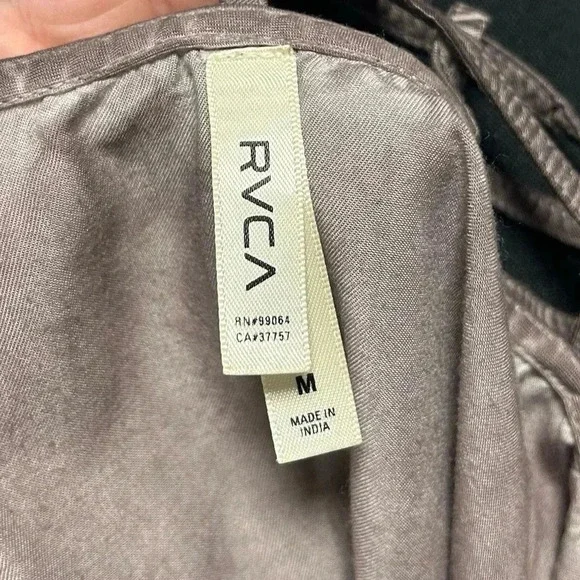 RVCA
RN#99064
CA#37757
M
MADE IN
INDIA